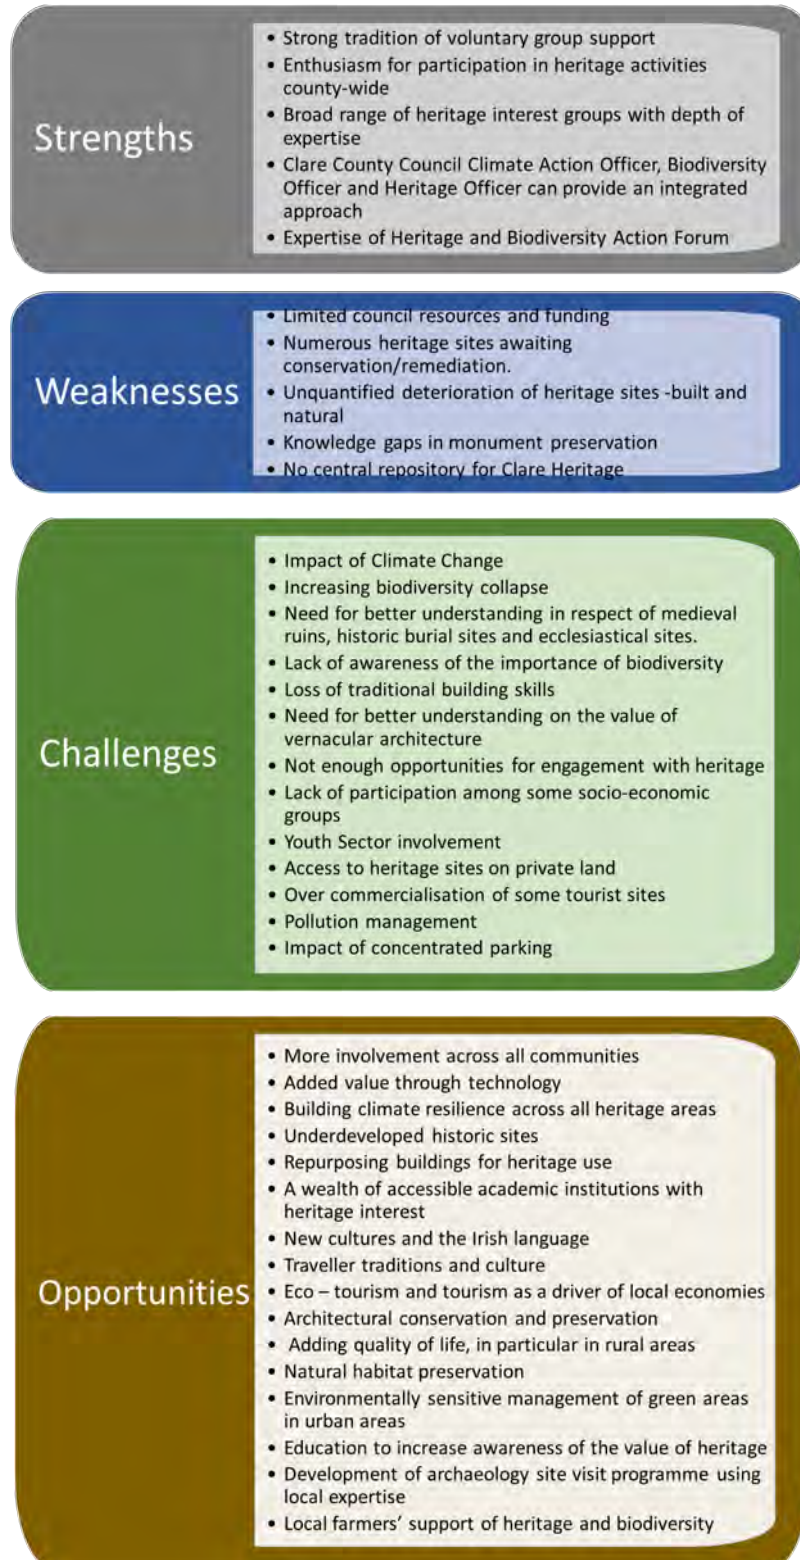 Strengths
• Strong tradition of voluntary group support
• Enthusiasm for participation in heritage activities
county-wide
• Broad range of heritage interest groups with depth of
expertise
• Clare County Council Climate Action Officer, Biodiversity
Officer and Heritage Officer can provide an integrated
approach
• Expertise of Heritage and Biodiversity Action Forum
Weaknesses
• Limited council resources and funding
• Numerous heritage sites awaiting
conservation/remediation.
• Unquantified deterioration of heritage sites -built and
natural
• Knowledge gaps in monument preservation
• No central repository for Clare Heritage
Challenges
• Impact of Climate Change
• Increasing biodiversity collapse
• Need for better understanding in respect of medieval
ruins, historic burial sites and ecclesiastical sites.
• Lack of awareness of the importance of biodiversity
• Loss of traditional building skills
• Need for better understanding on the value of
vernacular architecture
• Not enough opportunities for engagement with heritage
• Lack of participation among some socio-economic
groups
• Youth Sector involvement
• Access to heritage sites on private land
• Over commercialisation of some tourist sites
• Pollution management
• Impact of concentrated parking
Opportunities
• More involvement across all communities
• Added value through technology
• Building climate resilience across all heritage areas
• Underdeveloped historic sites
• Repurposing buildings for heritage use
• A wealth of accessible academic institutions with
heritage interest
• New cultures and the Irish language
• Traveller traditions and culture
• Eco – tourism and tourism as a driver of local economies
• Architectural conservation and preservation
• Adding quality of life, in particular in rural areas
• Natural habitat preservation
• Environmentally sensitive management of green areas
in urban areas
• Education to increase awareness of the value of heritage
• Development of archaeology site visit programme using
local expertise
• Local farmers' support of heritage and biodiversity